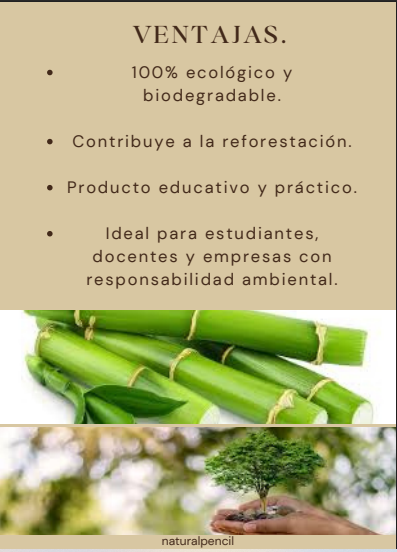 VENTAJAS.
• 100% ecológico y
biodegradable.
• Contribuye a la reforestación.
• Producto educativo y práctico.
• Ideal para estudiantes,
docentes y empresas con
responsabilidad ambiental.
naturalpencil